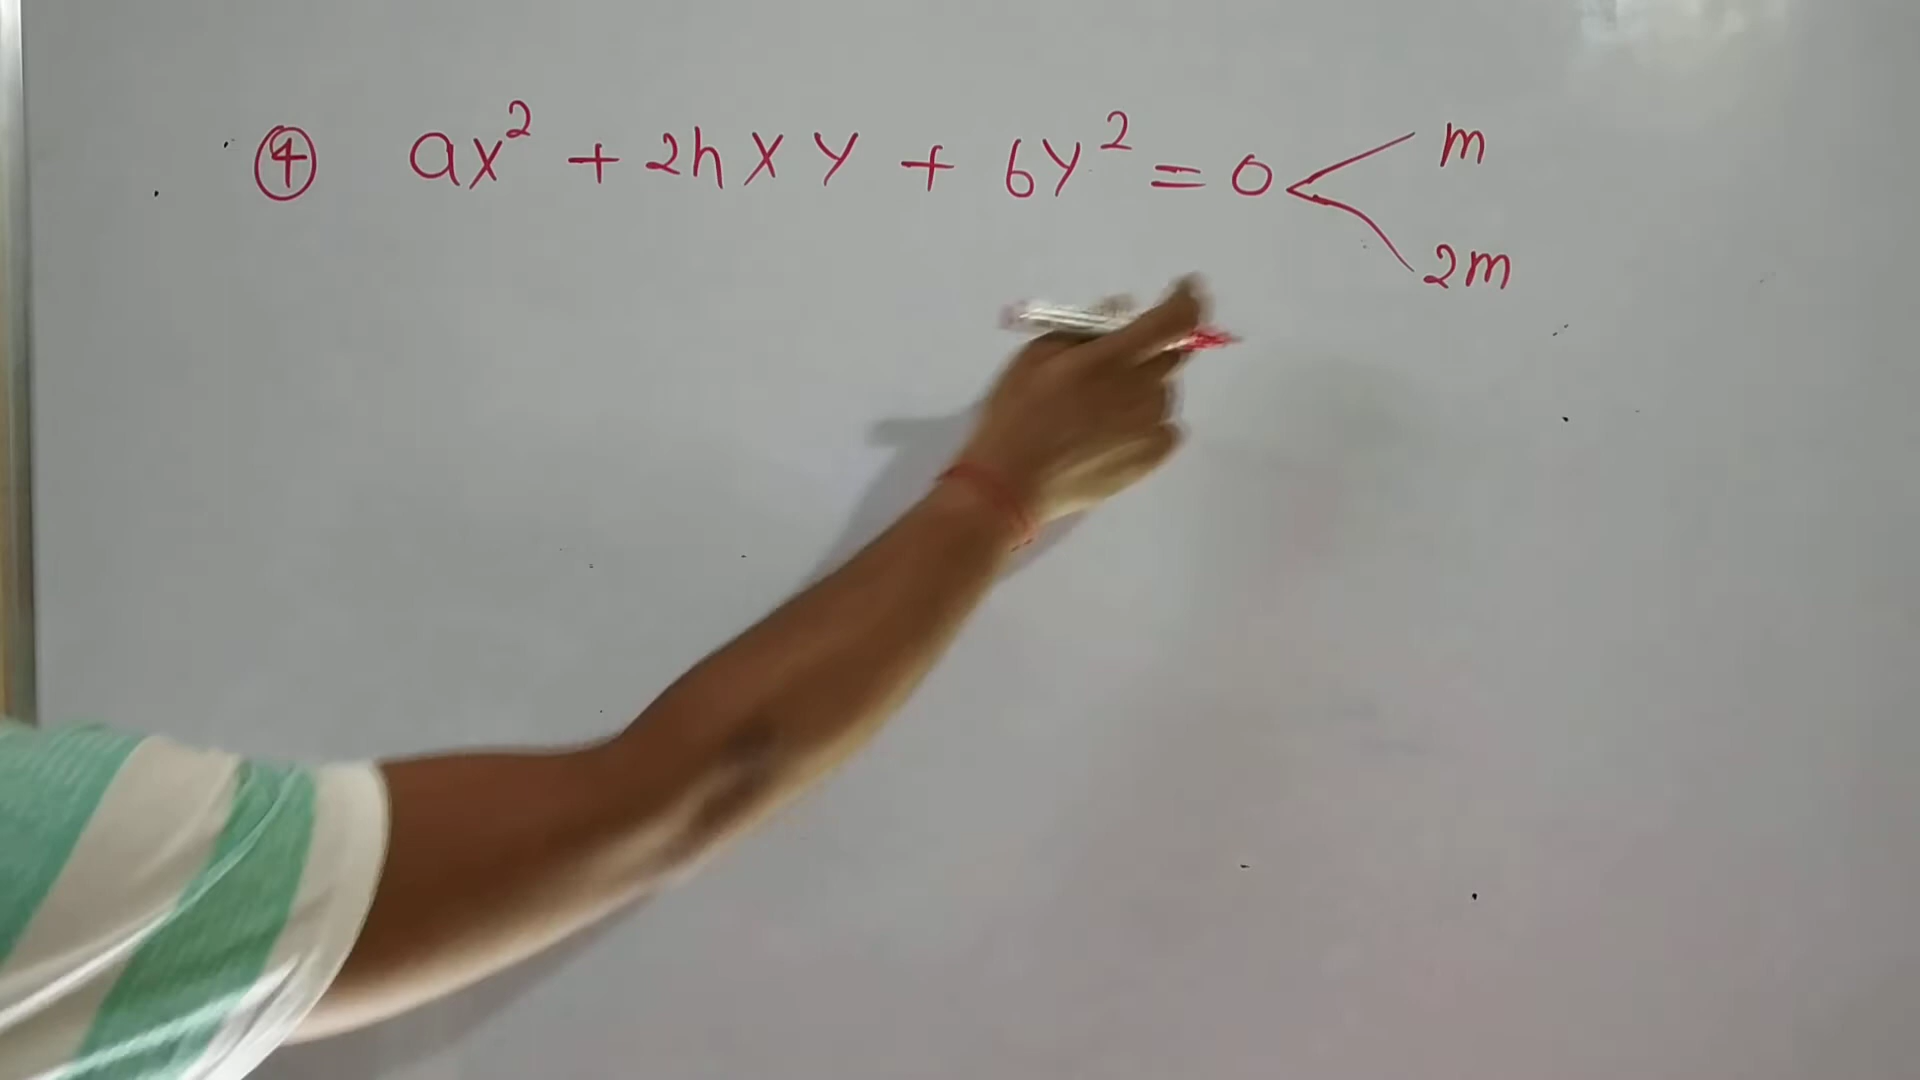 ④ ax² + 2hxy + 6y² = 0 < m
2m